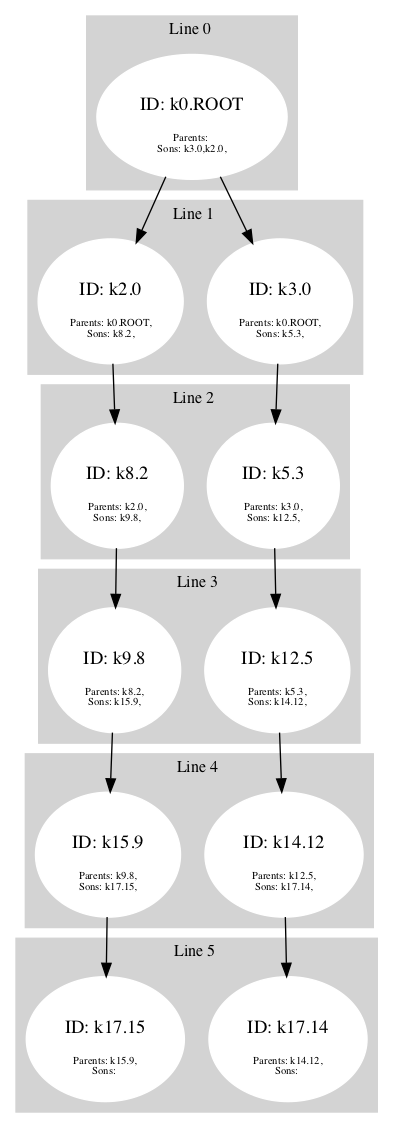 Line 0
ID: k0.ROOT
Parents:
Sons: k3.0,k2.0,
Line 1
ID: k2.0
Parents: k0.ROOT,
Sons: k8.2,
ID: k3.0
Parents: k0.ROOT,
Sons: k5.3,
Line 2
ID: k8.2
Parents: k2.0,
Sons: k9.8,
ID: k5.3
Parents: k3.0,
Sons: k12.5,
Line 3
ID: k9.8
Parents: k8.2,
Sons: k15.9,
ID: k12.5
Parents: k5.3,
Sons: k14.12,
Line 4
ID: k15.9
Parents: k9.8,
Sons: k17.15,
ID: k14.12
Parents: k12.5,
Sons: k17.14,
Line 5
ID: k17.15
Parents: k15.9,
Sons:
ID: k17.14
Parents: k14.12,
Sons: